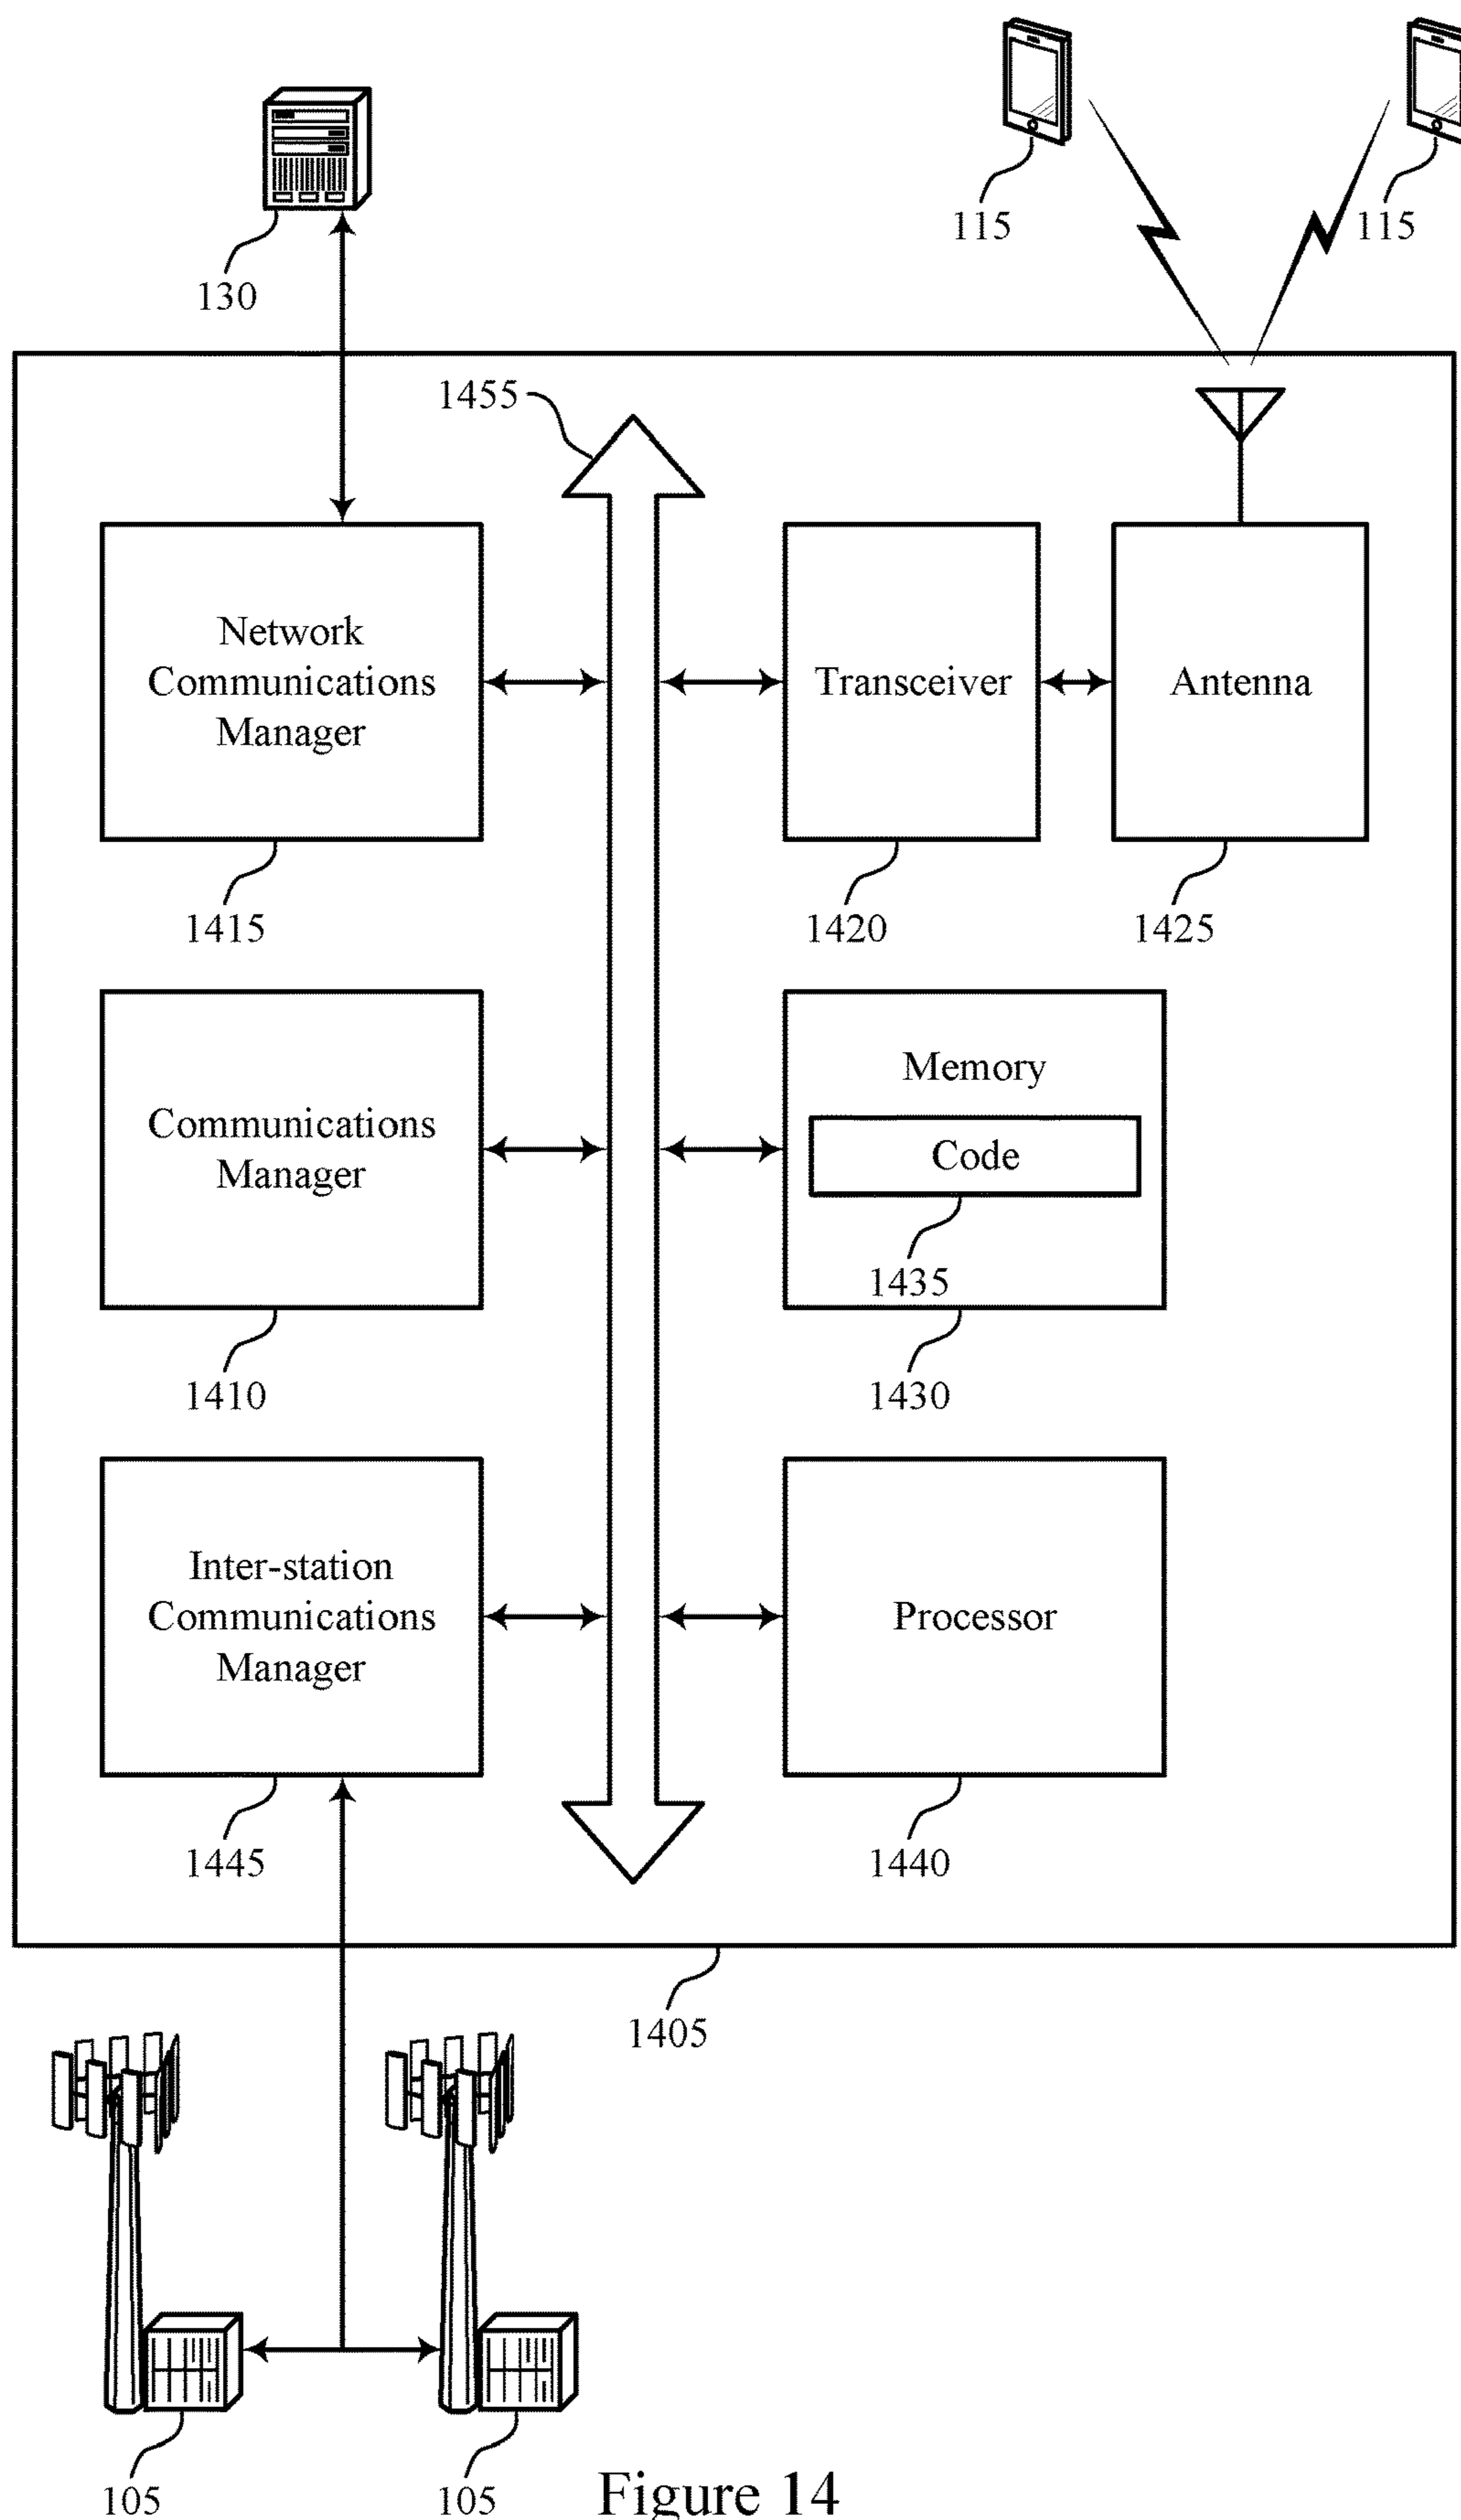 115
115
130
1455
Network
Communications
Manager
Transceiver
Antenna
1415
1420
1425
Communications
Manager
Memory
Code
1435
1410
1430
Inter-station
Communications
Manager
Processor
1445
1440
1405
105
105
Figure 14